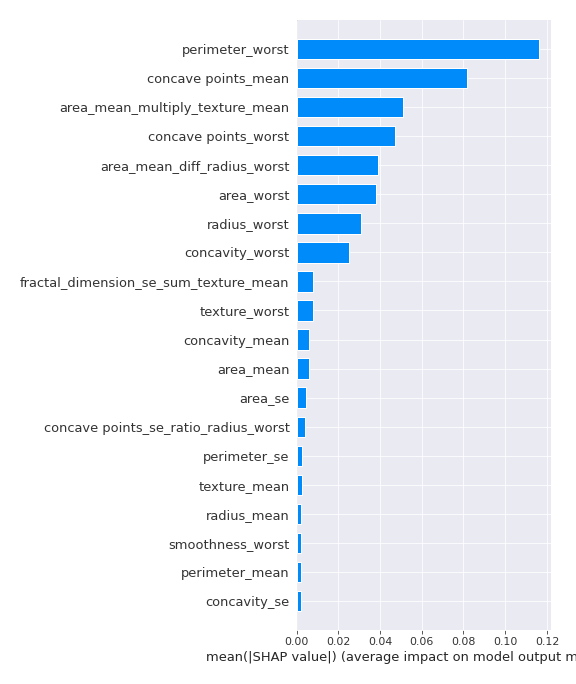 perimeter_worst
concave points_mean
area_mean_multiply_texture_mean
concave points_worst
area_mean_diff_radius_worst
area_worst
radius_worst
concavity_worst
fractal_dimension_se_sum_texture_mean
texture_worst
concavity_mean
area_mean
area_se
concave points_se_ratio_radius_worst
perimeter_se
texture_mean
radius_mean
smoothness_worst
perimeter_mean
concavity_se
0.00 0.02 0.04 0.06 0.08 0.10 0.12
mean(|SHAP value|) (average impact on model output m